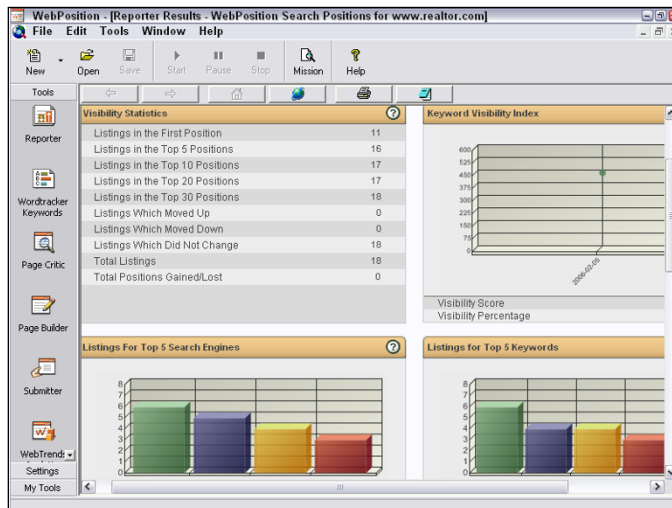 WebPosition - [Reporter Results - WebPosition Search Positions for www.realtor.com]
File Edit Tools Window Help
New Open Save Start Pause Stop Mission Help
Tools
Reporter
Wordtracker
Keywords
Page Critic
Page Builder
Submitter
WebTrends
Settings
My Tools
Visibility Statistics ?
Listings in the First Position 11
Listings in the Top 5 Positions 16
Listings in the Top 10 Positions 17
Listings in the Top 20 Positions 17
Listings in the Top 30 Positions 18
Listings Which Moved Up 0
Listings Which Moved Down 0
Listings Which Did Not Change 18
Total Listings 18
Total Positions Gained/Lost 0
Keyword Visibility Index
600
525
450
375
300
225
150
75
0
2006-02-05
Visibility Score
Visibility Percentage
Listings For Top 5 Search Engines ?
8
7
6
5
4
3
2
1
0
Listings for Top 5 Keywords
8
7
6
5
4
3
2
1
0